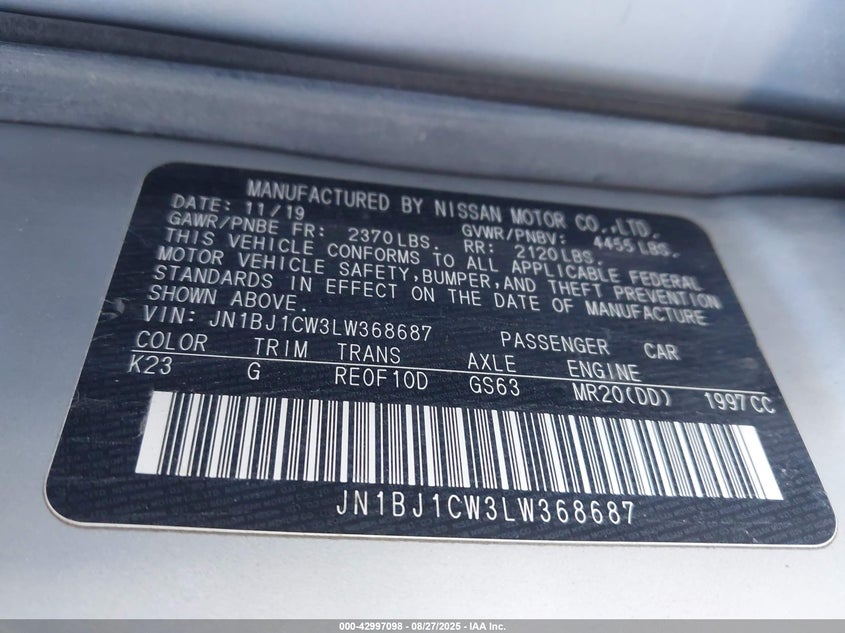 MANUFACTURED BY NISSAN MOTOR CO.,LTD.
DATE: 11/19 GVWR/PNBV: 4455 LBS.
GAWR/PNBE FR: 2370LBS. RR: 2120LBS.
THIS VEHICLE CONFORMS TO ALL APPLICABLE FEDERAL
MOTOR VEHICLE SAFETY,BUMPER,AND THEFT PREVENTION
STANDARDS IN EFFECT ON THE DATE OF MANUFACTURE
SHOWN ABOVE.
VIN: JN1BJ1CW3LW368687 PASSENGER CAR
COLOR TRIM TRANS AXLE ENGINE
K23 G RE0F10D GS63 MR20(DD) 1997CC
JN1BJ1CW3LW368687
000-42997098 - 08/27/2025 - IAA Inc.